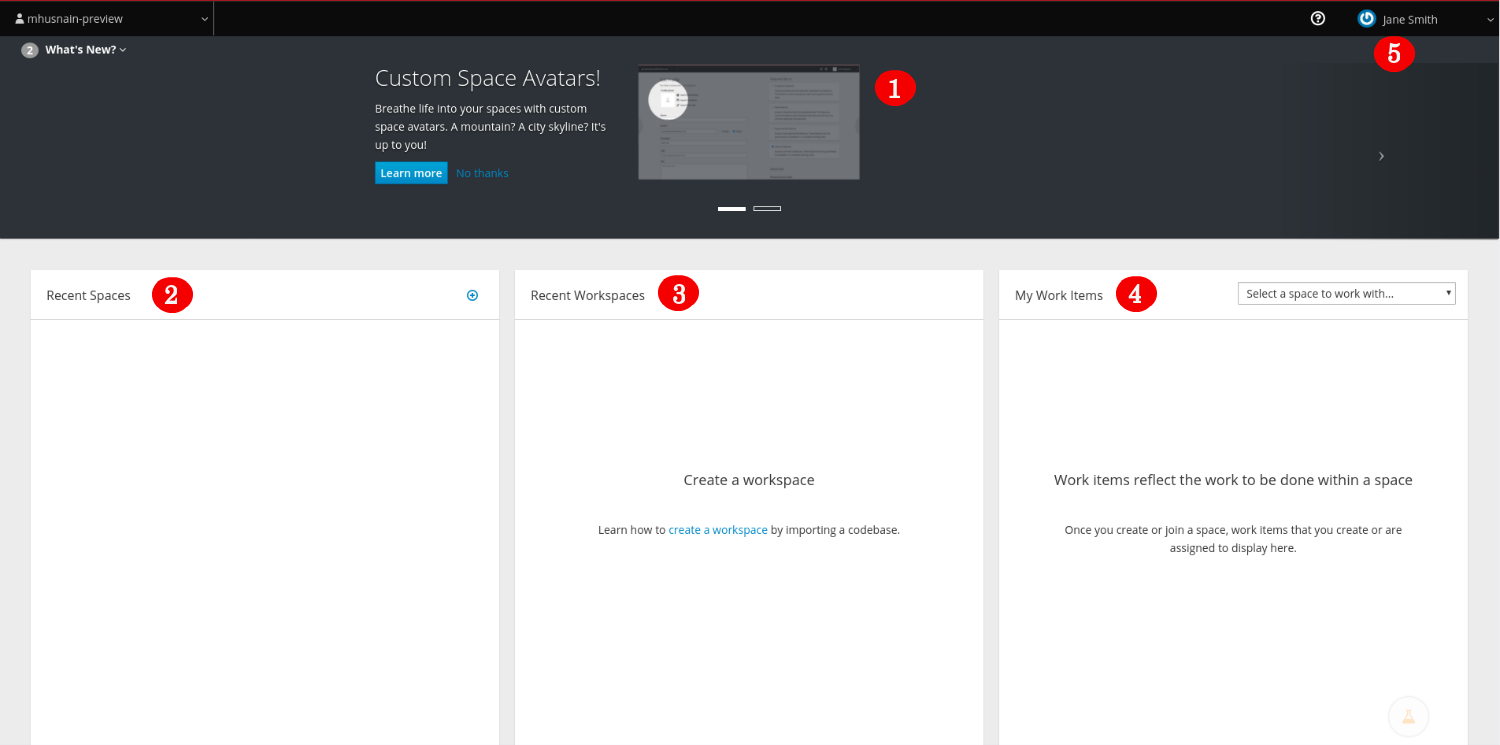 mhusnain-preview
Jane Smith
2 What's New?
5
Custom Space Avatars!
1
Breathe life into your spaces with custom
space avatars. A mountain? A city skyline? It's
up to you!
Learn more No thanks
Recent Spaces 2
Recent Workspaces 3
My Work Items 4 Select a space to work with...
Create a workspace
Learn how to create a workspace by importing a codebase.
Work items reflect the work to be done within a space
Once you create or join a space, work items that you create or are
assigned to display here.